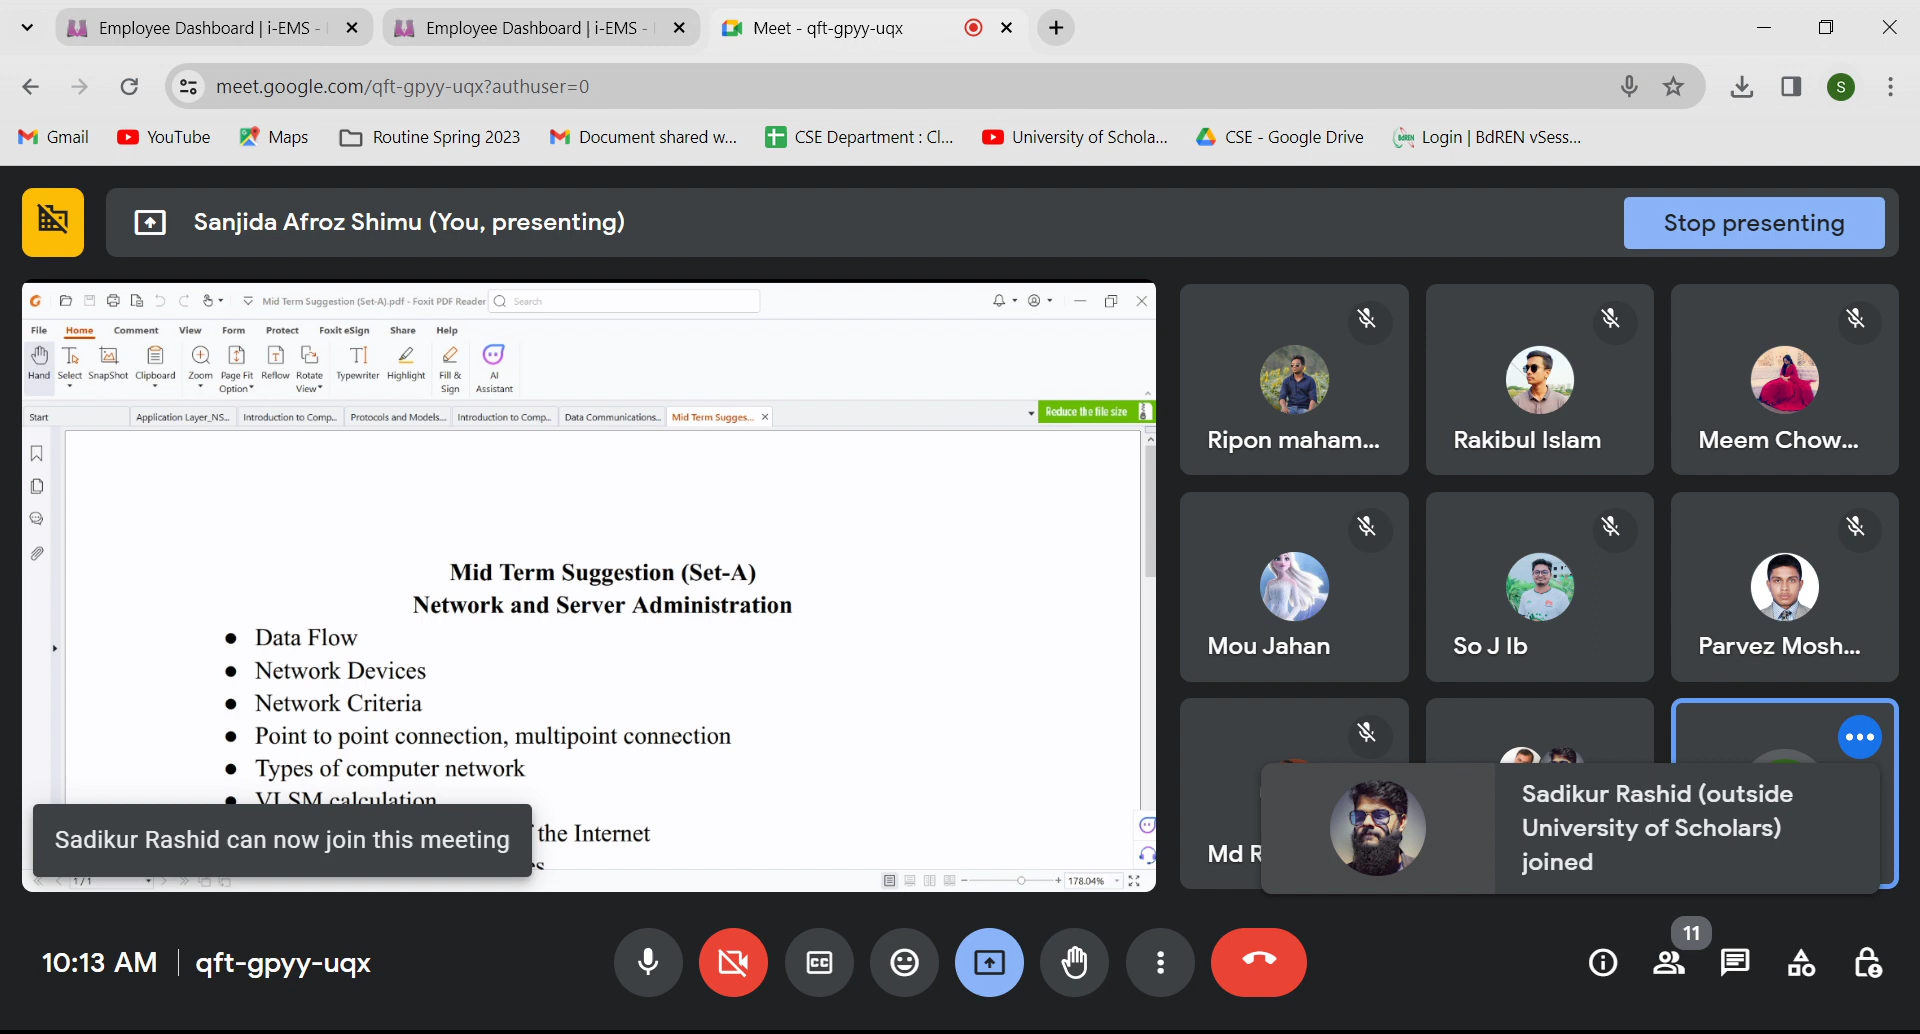 Employee Dashboard | i-EMS -
Employee Dashboard | i-EMS -
Meet - qft-gpyy-uqx
meet.google.com/qft-gpyy-uqx?authuser=0
S
Gmail
YouTube
Maps
Routine Spring 2023
Document shared w...
CSE Department : Cl...
University of Schola...
CSE - Google Drive
Login | BdREN vSess...
Sanjida Afroz Shimu (You, presenting)
Stop presenting
Mid Term Suggestion (Set-A).pdf - Foxit PDF Reader
Search
File Home Comment View Form Protect Foxit eSign Share Help
Hand Select SnapShot Clipboard Zoom Page Fit Option Reflow Rotate View Typewriter Highlight Fill & Sign AI Assistant
Start Application Layer_NS... Introduction to Comp... Protocols and Models... Introduction to Comp... Data Communications... Mid Term Sugges...
Reduce the file size
Mid Term Suggestion (Set-A)
Network and Server Administration
● Data Flow
● Network Devices
● Network Criteria
● Point to point connection, multipoint connection
● Types of computer network
● VLSM calculation
the Internet
es
1/1
178.04%
Sadikur Rashid can now join this meeting
Ripon maham...
Rakibul Islam
Meem Chow...
Mou Jahan
So J Ib
Parvez Mosh...
Md R
Sadikur Rashid (outside
University of Scholars)
joined
10:13 AM | qft-gpyy-uqx
CC
11